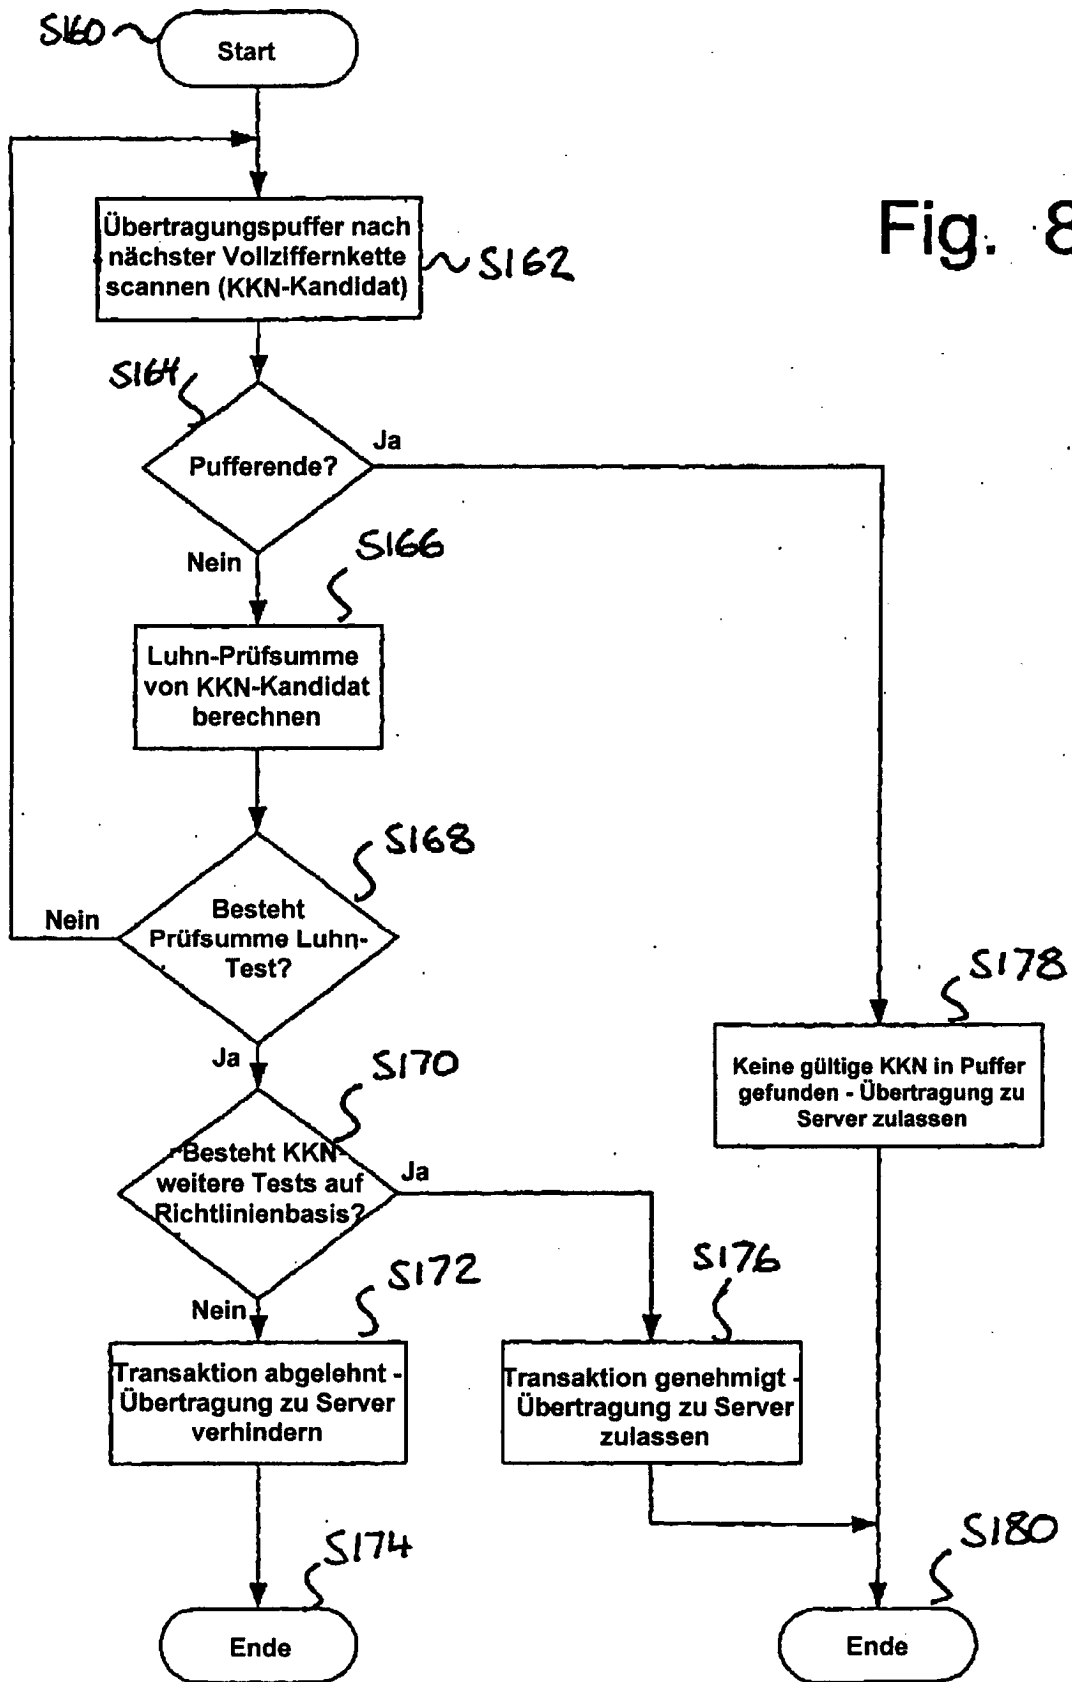 S160
Start
Fig. 8
Übertragungspuffer nach
nächster Vollziffernkette
scannen (KKN-Kandidat)
S162
S164
Pufferende?
Ja
Nein
S166
Luhn-Prüfsumme
von KKN-Kandidat
berechnen
S168
Besteht
Prüfsumme Luhn-
Test?
Nein
Ja
S170
Besteht KKN
weitere Tests auf
Richtlinienbasis?
Ja
Nein
S178
Keine gültige KKN in Puffer
gefunden - Übertragung zu
Server zulassen
S172
Transaktion abgelehnt -
Übertragung zu Server
verhindern
S176
Transaktion genehmigt -
Übertragung zu Server
zulassen
S174
Ende
S180
Ende